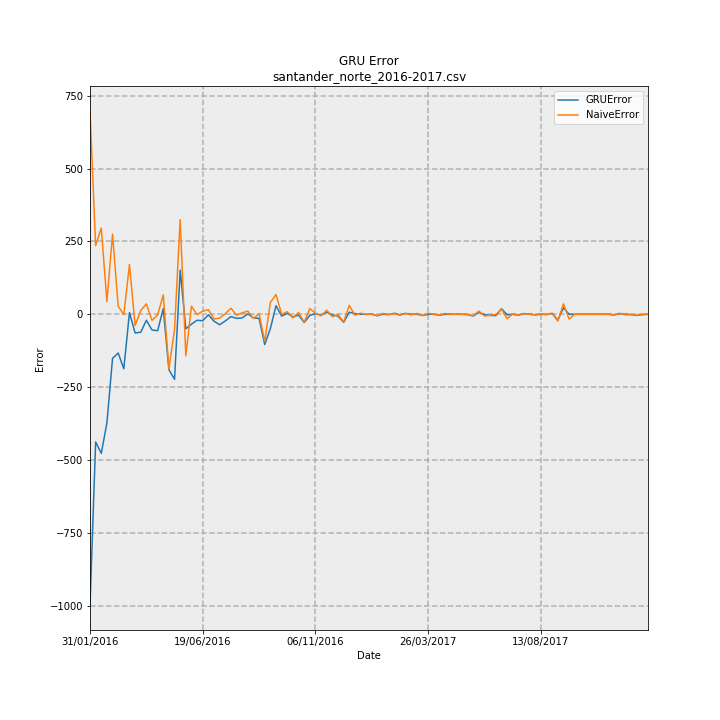 GRU Error
santander_norte_2016-2017.csv
GRUError
NaiveError
750
500
250
0
−250
−500
−750
−1000
Error
31/01/2016
19/06/2016
06/11/2016
26/03/2017
13/08/2017
Date